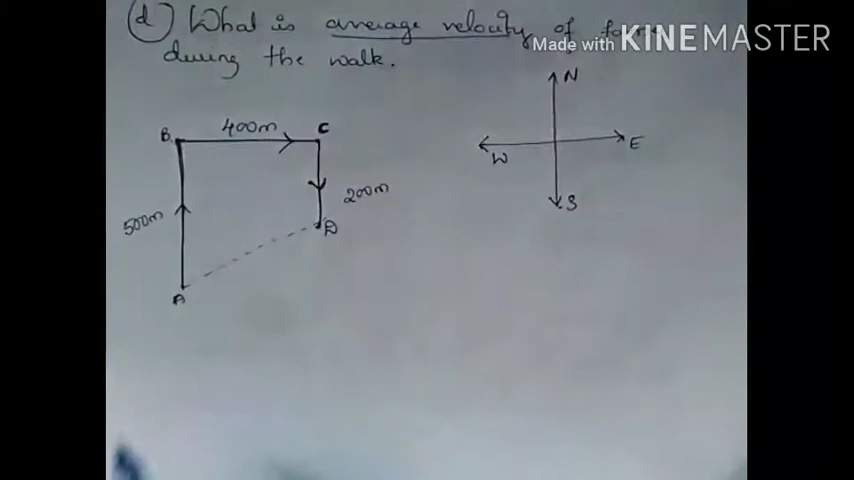 (d) What is average velocity of
during the walk.
Made with KINEMASTER
N
W
E
S
B
400m
C
500m
200m
D
A